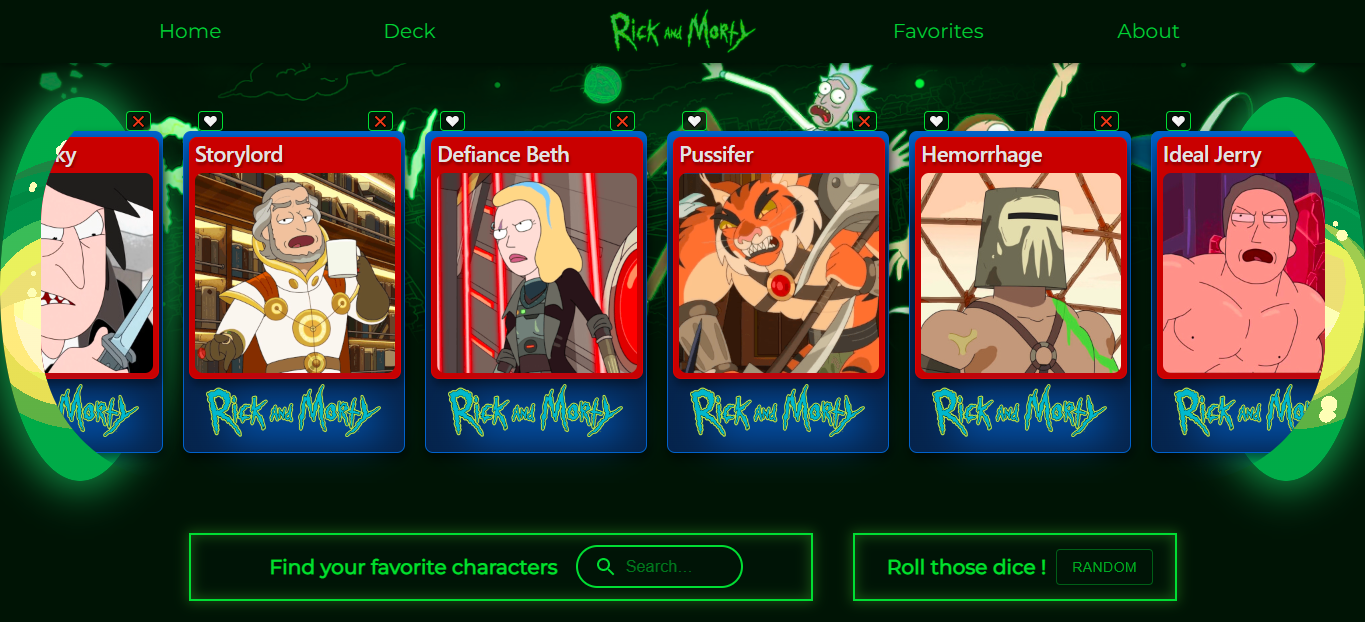 Home
Deck
Rick and Morty
Favorites
About
ky
Storylord
Defiance Beth
Pussifer
Hemorrhage
Ideal Jerry
Morty
Rick and Morty
Rick and Morty
Rick and Morty
Rick and Morty
Rick and Mo
Find your favorite characters
Search...
Roll those dice !
RANDOM